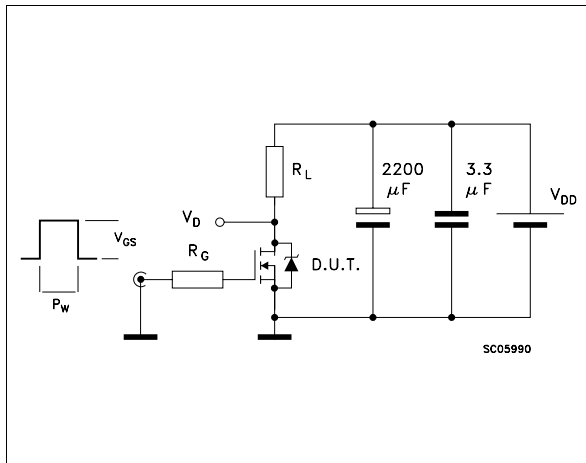 R_L
2200
µF
3.3
µF
V_DD
V_D
V_GS
R_G
D.U.T.
P_W
SC05990